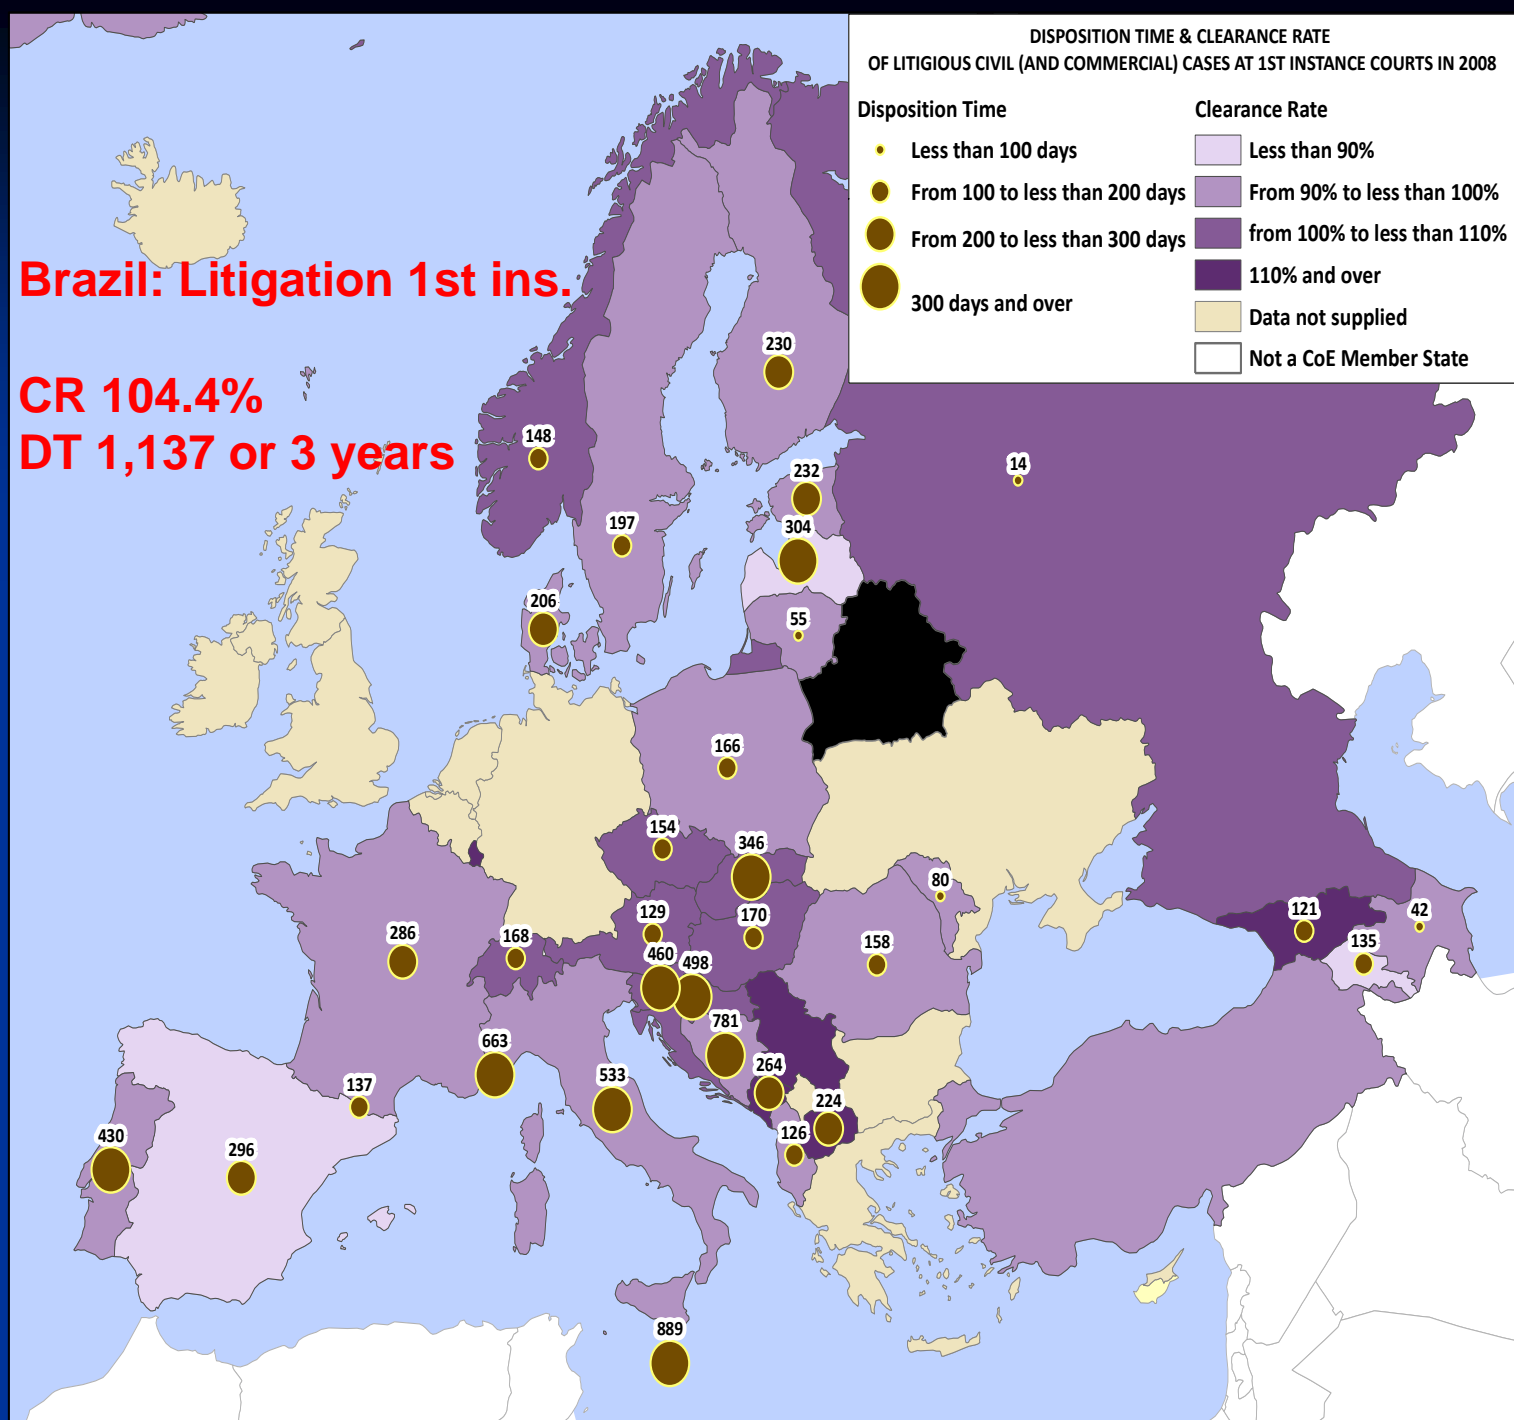 DISPOSITION TIME & CLEARANCE RATE
OF LITIGIOUS CIVIL (AND COMMERCIAL) CASES AT 1ST INSTANCE COURTS IN 2008
Disposition Time
Less than 100 days
From 100 to less than 200 days
From 200 to less than 300 days
300 days and over
Clearance Rate
Less than 90%
From 90% to less than 100%
from 100% to less than 110%
110% and over
Data not supplied
Not a CoE Member State
Brazil: Litigation 1st ins.
CR 104.4%
DT 1,137 or 3 years
230
148
14
232
197
304
206
55
166
154
346
80
129
170
121
42
286
168
158
135
460
498
663
781
533
264
137
224
430
126
296
889